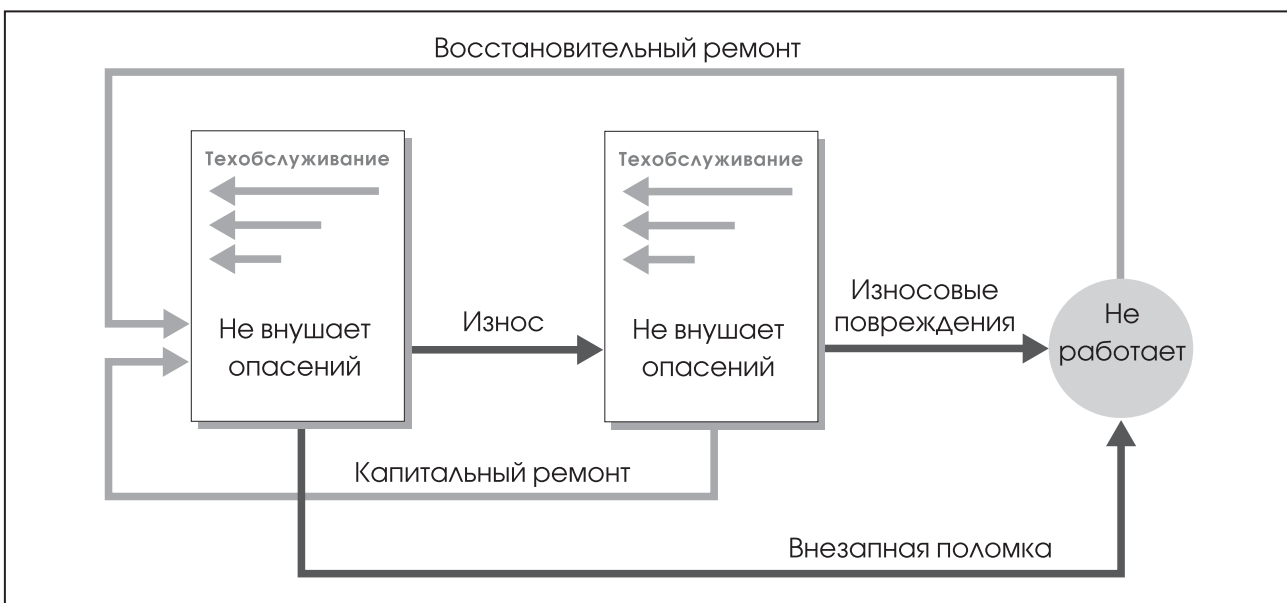 Восстановительный ремонт
Техобслуживание
Не внушает
опасений
Износ
Техобслуживание
Не внушает
опасений
Износовые
повреждения
Не
работает
Капитальный ремонт
Внезапная поломка